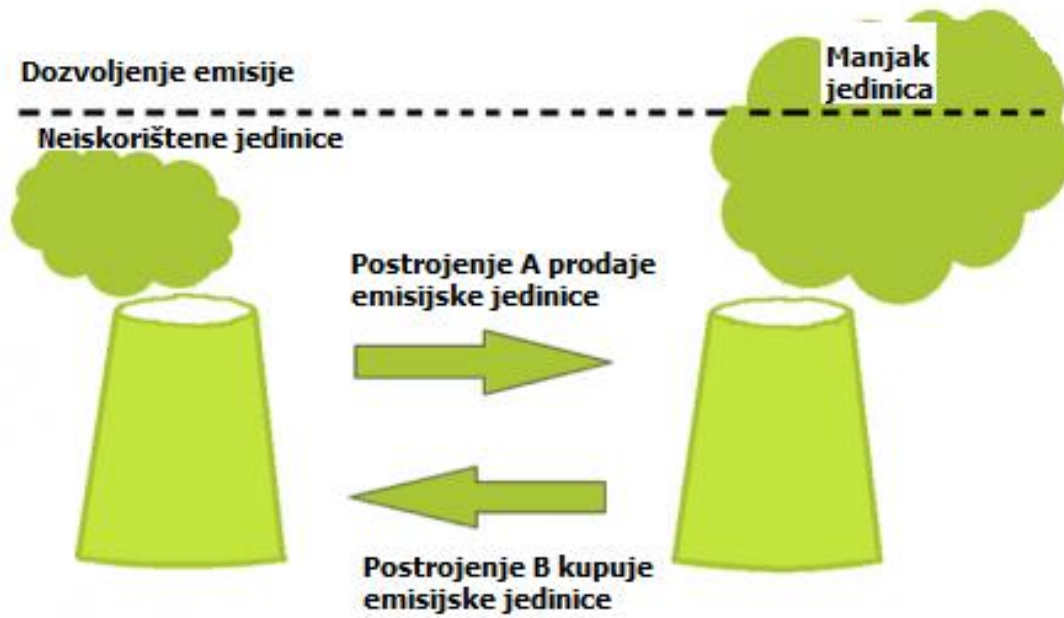 Dozvoljenje emisije
Manjak
jedinica
Neiskorištene jedinice
Postrojenje A prodaje
emisijske jedinice
Postrojenje B kupuje
emisijske jedinice